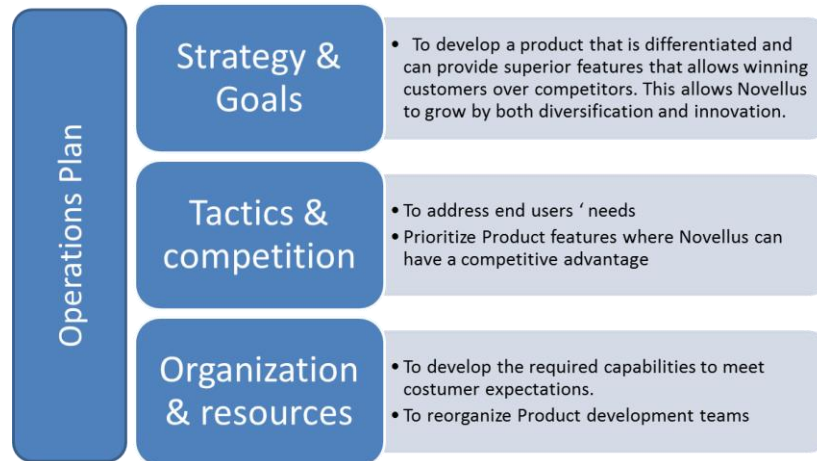 Operations Plan
Strategy &
Goals
• To develop a product that is differentiated and
can provide superior features that allows winning
customers over competitors. This allows Novellus
to grow by both diversification and innovation.
Tactics &
competition
• To address end users ‘ needs
• Prioritize Product features where Novellus can
have a competitive advantage
Organization
& resources
• To develop the required capabilities to meet
costumer expectations.
• To reorganize Product development teams